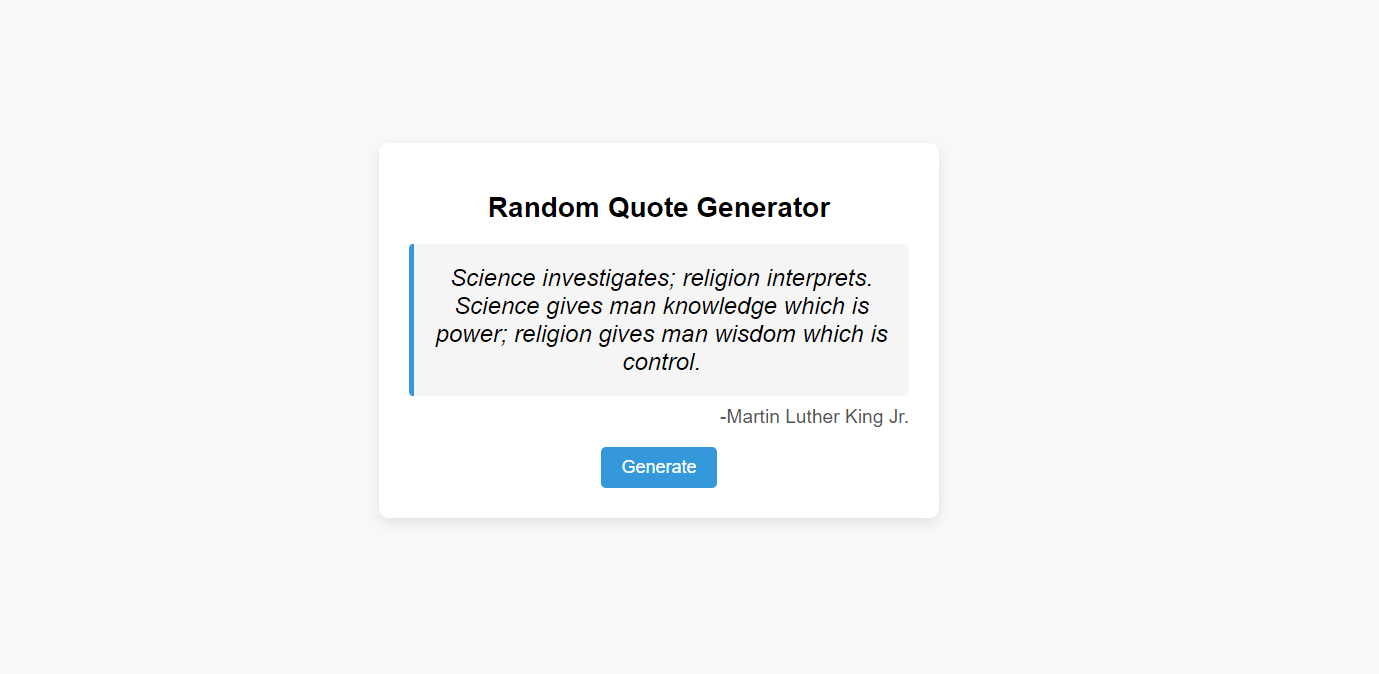 Random Quote Generator
Science investigates; religion interprets.
Science gives man knowledge which is
power; religion gives man wisdom which is
control.
-Martin Luther King Jr.
Generate